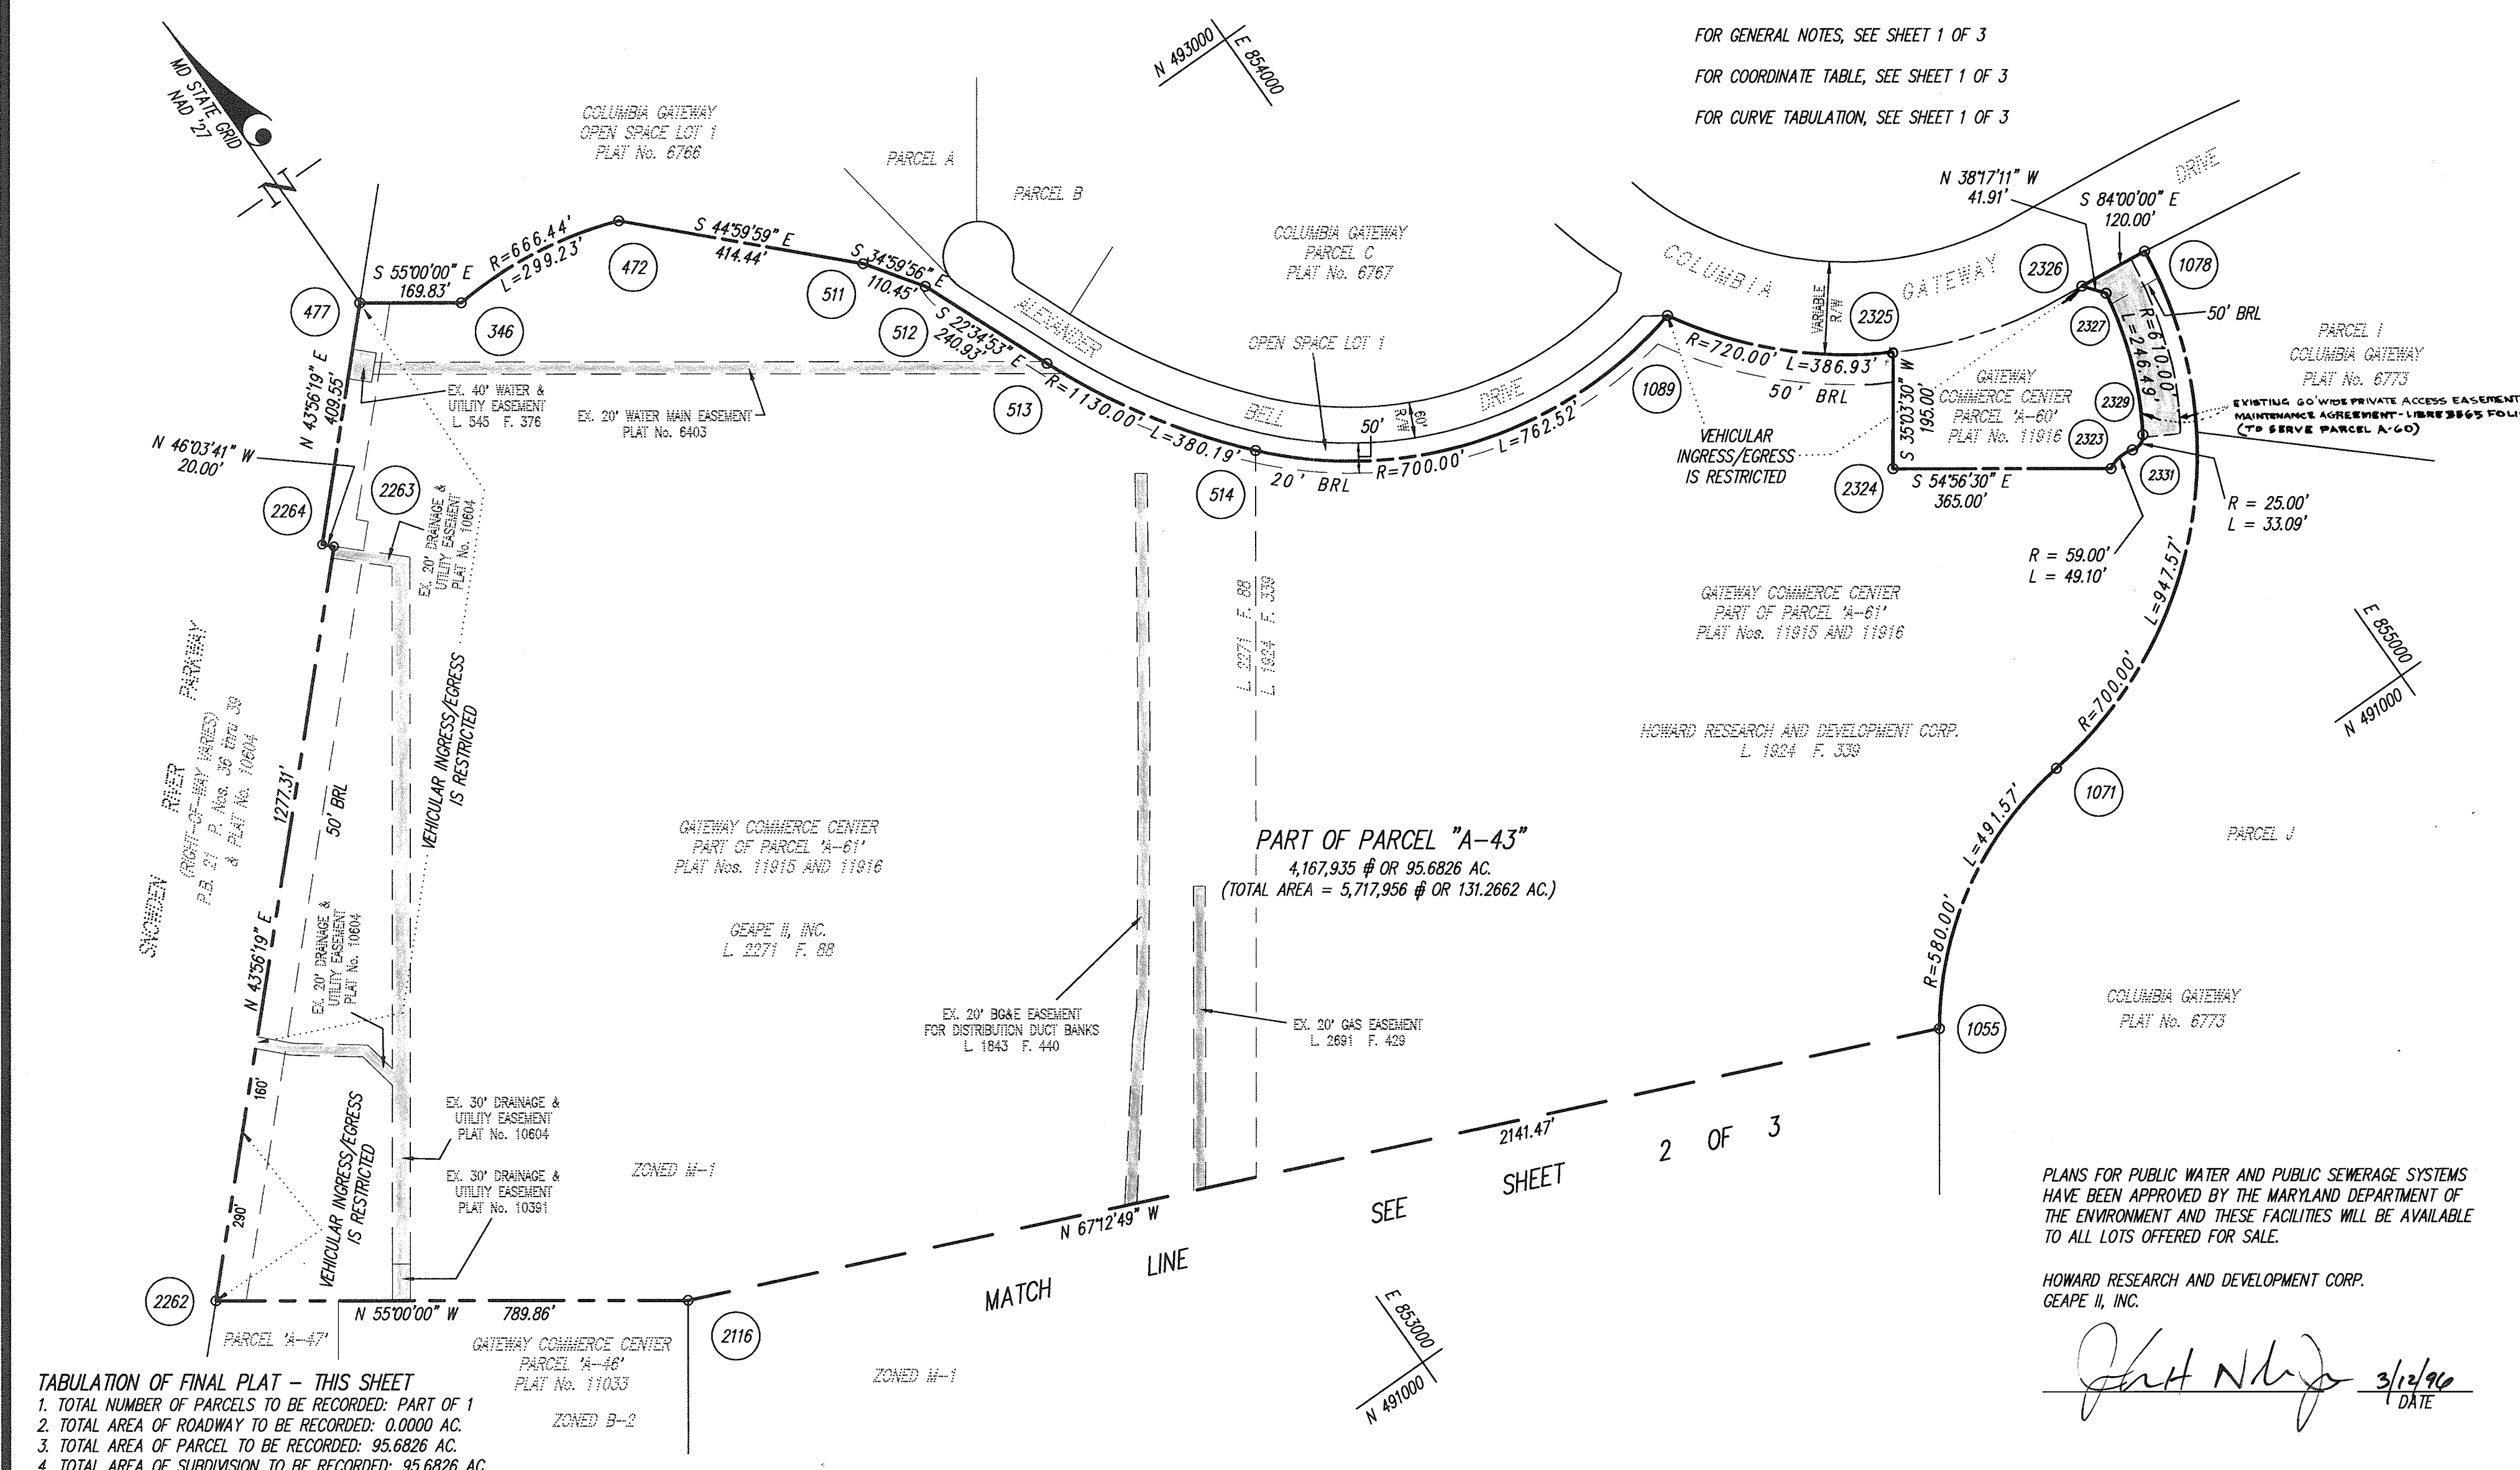 FOR GENERAL NOTES, SEE SHEET 1 OF 3
FOR COORDINATE TABLE, SEE SHEET 1 OF 3
FOR CURVE TABULATION, SEE SHEET 1 OF 3
MD STATE GRID
NAD '27
N
N 493000
E 854000
COLUMBIA GATEWAY
OPEN SPACE LOT 1
PLAT No. 6766
PARCEL A
PARCEL B
COLUMBIA GATEWAY
PARCEL C
PLAT No. 6767
COLUMBIA GATEWAY DRIVE
VARIABLE
R/W
N 38°17'11" W
41.91'
S 84°00'00" E
120.00'
2326
1078
2327
2325
2329
2323
2331
2324
50' BRL
R=610.00'
L=246.49'
PARCEL I
COLUMBIA GATEWAY
PLAT No. 6773
EXISTING 60' WIDE PRIVATE ACCESS EASEMENT
MAINTENANCE AGREEMENT-LIBRE 3865 FOLI
(TO SERVE PARCEL A-60)
GATEWAY
COMMERCE CENTER
PARCEL 'A-60'
PLAT No. 11916
S 35°03'30" W
195.00'
S 54°56'30" E
365.00'
R = 25.00'
L = 33.09'
R = 59.00'
L = 49.10'
R=720.00' L=386.93'
50' BRL
1089
VEHICULAR
INGRESS/EGRESS
IS RESTRICTED
477
S 55°00'00" E
169.83'
346
R=666.44'
L=299.23'
472
S 44°59'59" E
414.44'
511
S 34°59'56" E
110.45'
512
S 22°34'53" E
240.93'
513
R=1130.00' L=380.19'
514
ALEXANDER BELL DRIVE
OPEN SPACE LOT 1
60'
R/W
50'
20' BRL
R=700.00' L=762.52'
N 43°56'19" E
409.55'
N 46°03'41" W
20.00'
2264
2263
EX. 40' WATER &
UTILITY EASEMENT
L. 545 F. 376
EX. 20' WATER MAIN EASEMENT
PLAT No. 6403
EX. 20' DRAINAGE &
UTILITY EASEMENT
PLAT No. 10604
SNOWDEN RIVER PARKWAY
(RIGHT-OF-WAY VARIES)
P.B. 21 P. Nos. 36 thru 39
& PLAT No. 10604
1277.31'
N 43°56'19" E
50' BRL
VEHICULAR INGRESS/EGRESS
IS RESTRICTED
L. 2271 F. 88
L. 1924 F. 339
GATEWAY COMMERCE CENTER
PART OF PARCEL 'A-61'
PLAT Nos. 11915 AND 11916
HOWARD RESEARCH AND DEVELOPMENT CORP.
L. 1924 F. 339
L=947.57'
R=700.00'
1071
L=491.57'
R=580.00'
1055
E 855000
N 491000
PARCEL J
COLUMBIA GATEWAY
PLAT No. 6773
GATEWAY COMMERCE CENTER
PART OF PARCEL 'A-61'
PLAT Nos. 11915 AND 11916
GEAPE II, INC.
L. 2271 F. 88
PART OF PARCEL "A-43"
4,167,935 ⌗ OR 95.6826 AC.
(TOTAL AREA = 5,717,956 ⌗ OR 131.2662 AC.)
EX. 20' DRAINAGE &
UTILITY EASEMENT
PLAT No. 10604
EX. 20' BG&E EASEMENT
FOR DISTRIBUTION DUCT BANKS
L. 1843 F. 440
EX. 20' GAS EASEMENT
L. 2691 F. 429
160'
290'
VEHICULAR INGRESS/EGRESS
IS RESTRICTED
EX. 30' DRAINAGE &
UTILITY EASEMENT
PLAT No. 10604
EX. 30' DRAINAGE &
UTILITY EASEMENT
PLAT No. 10391
ZONED M-1
N 67°12'49" W
2141.47'
MATCH LINE SEE SHEET 2 OF 3
2262
N 55°00'00" W 789.86'
2116
PARCEL 'A-47'
GATEWAY COMMERCE CENTER
PARCEL 'A-46'
PLAT No. 11033
ZONED B-2
ZONED M-1
E 853000
N 491000
PLANS FOR PUBLIC WATER AND PUBLIC SEWERAGE SYSTEMS
HAVE BEEN APPROVED BY THE MARYLAND DEPARTMENT OF
THE ENVIRONMENT AND THESE FACILITIES WILL BE AVAILABLE
TO ALL LOTS OFFERED FOR SALE.
HOWARD RESEARCH AND DEVELOPMENT CORP.
GEAPE II, INC.
3/12/96
DATE
TABULATION OF FINAL PLAT – THIS SHEET
1. TOTAL NUMBER OF PARCELS TO BE RECORDED: PART OF 1
2. TOTAL AREA OF ROADWAY TO BE RECORDED: 0.0000 AC.
3. TOTAL AREA OF PARCEL TO BE RECORDED: 95.6826 AC.
4. TOTAL AREA OF SUBDIVISION TO BE RECORDED: 95.6826 AC.